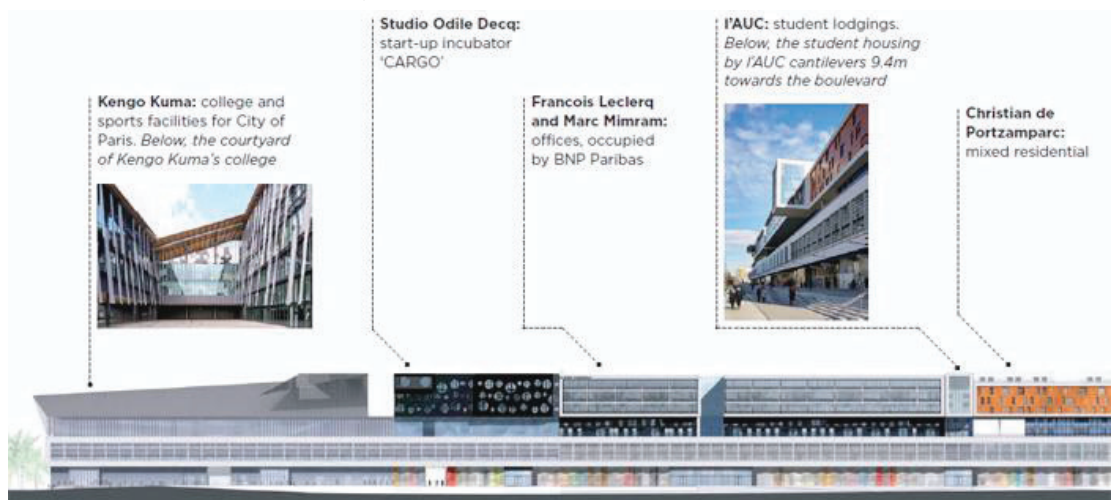 Kengo Kuma: college and
sports facilities for City of
Paris. Below, the courtyard
of Kengo Kuma's college
Studio Odile Decq:
start-up incubator
'CARGO'
Francois Leclerq
and Marc Mimram:
offices, occupied
by BNP Paribas
l'AUC: student lodgings.
Below, the student housing
by l'AUC cantilevers 9.4m
towards the boulevard
Christian de
Portzamparc:
mixed residential